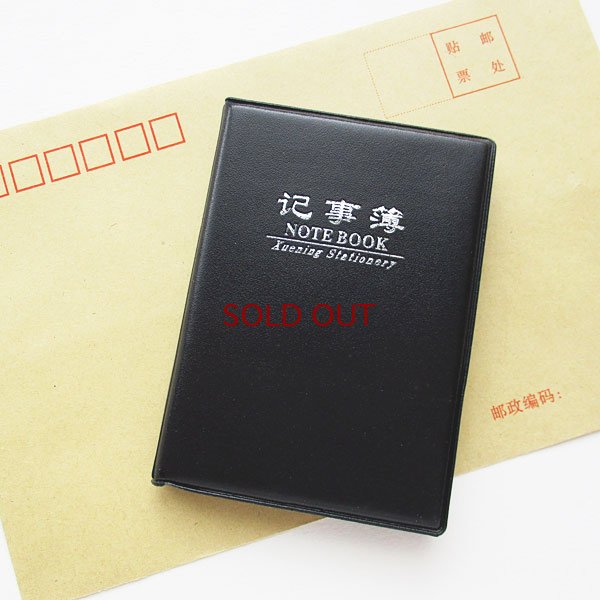 贴 邮
票 处
记事簿
NOTE BOOK
Xuening Stationery
SOLD OUT
邮政编码: